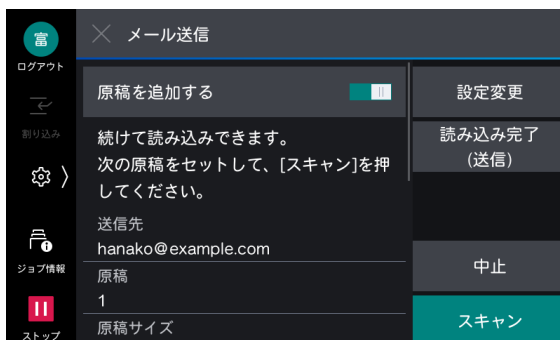 富
ログアウト
割り込み
ジョブ情報
ストップ
メール送信
原稿を追加する
続けて読み込みできます。
次の原稿をセットして、[スキャン]を押
してください。
送信先
hanako@example.com
原稿
1
原稿サイズ
設定変更
読み込み完了
(送信)
中止
スキャン